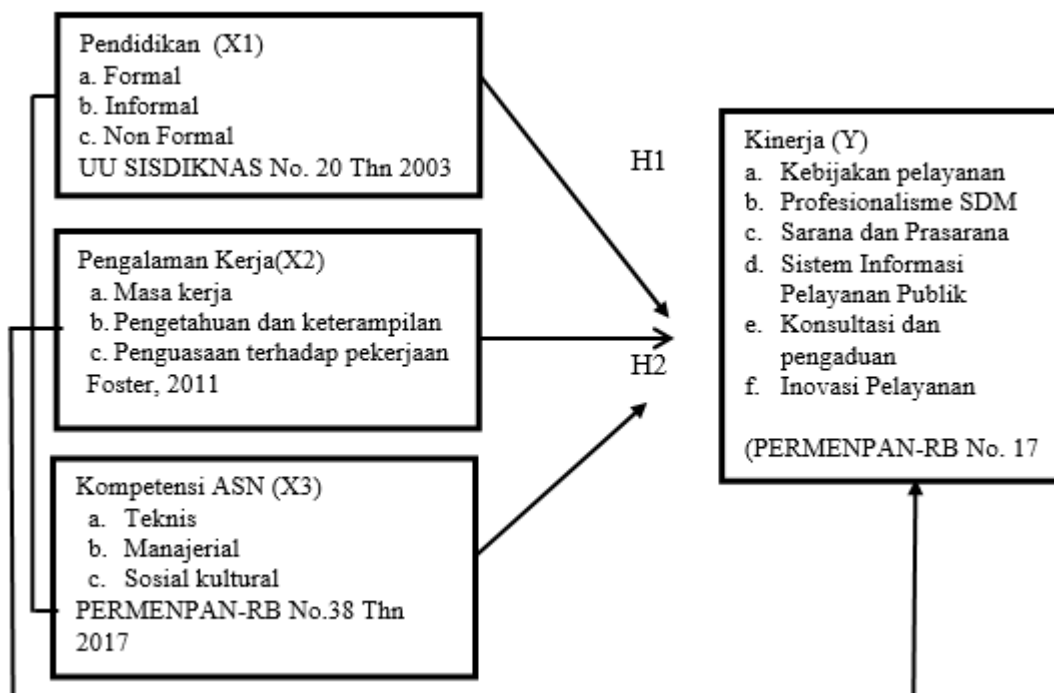 Pendidikan (X1)
a. Formal
b. Informal
c. Non Formal
UU SISDIKNAS No. 20 Thn 2003
Pengalaman Kerja(X2)
a. Masa kerja
b. Pengetahuan dan keterampilan
c. Penguasaan terhadap pekerjaan
Foster, 2011
Kompetensi ASN (X3)
a. Teknis
b. Manajerial
c. Sosial kultural
PERMENPAN-RB No.38 Thn
2017
H1
H2
Kinerja (Y)
a. Kebijakan pelayanan
b. Profesionalisme SDM
c. Sarana dan Prasarana
d. Sistem Informasi
Pelayanan Publik
e. Konsultasi dan
pengaduan
f. Inovasi Pelayanan
(PERMENPAN-RB No. 17